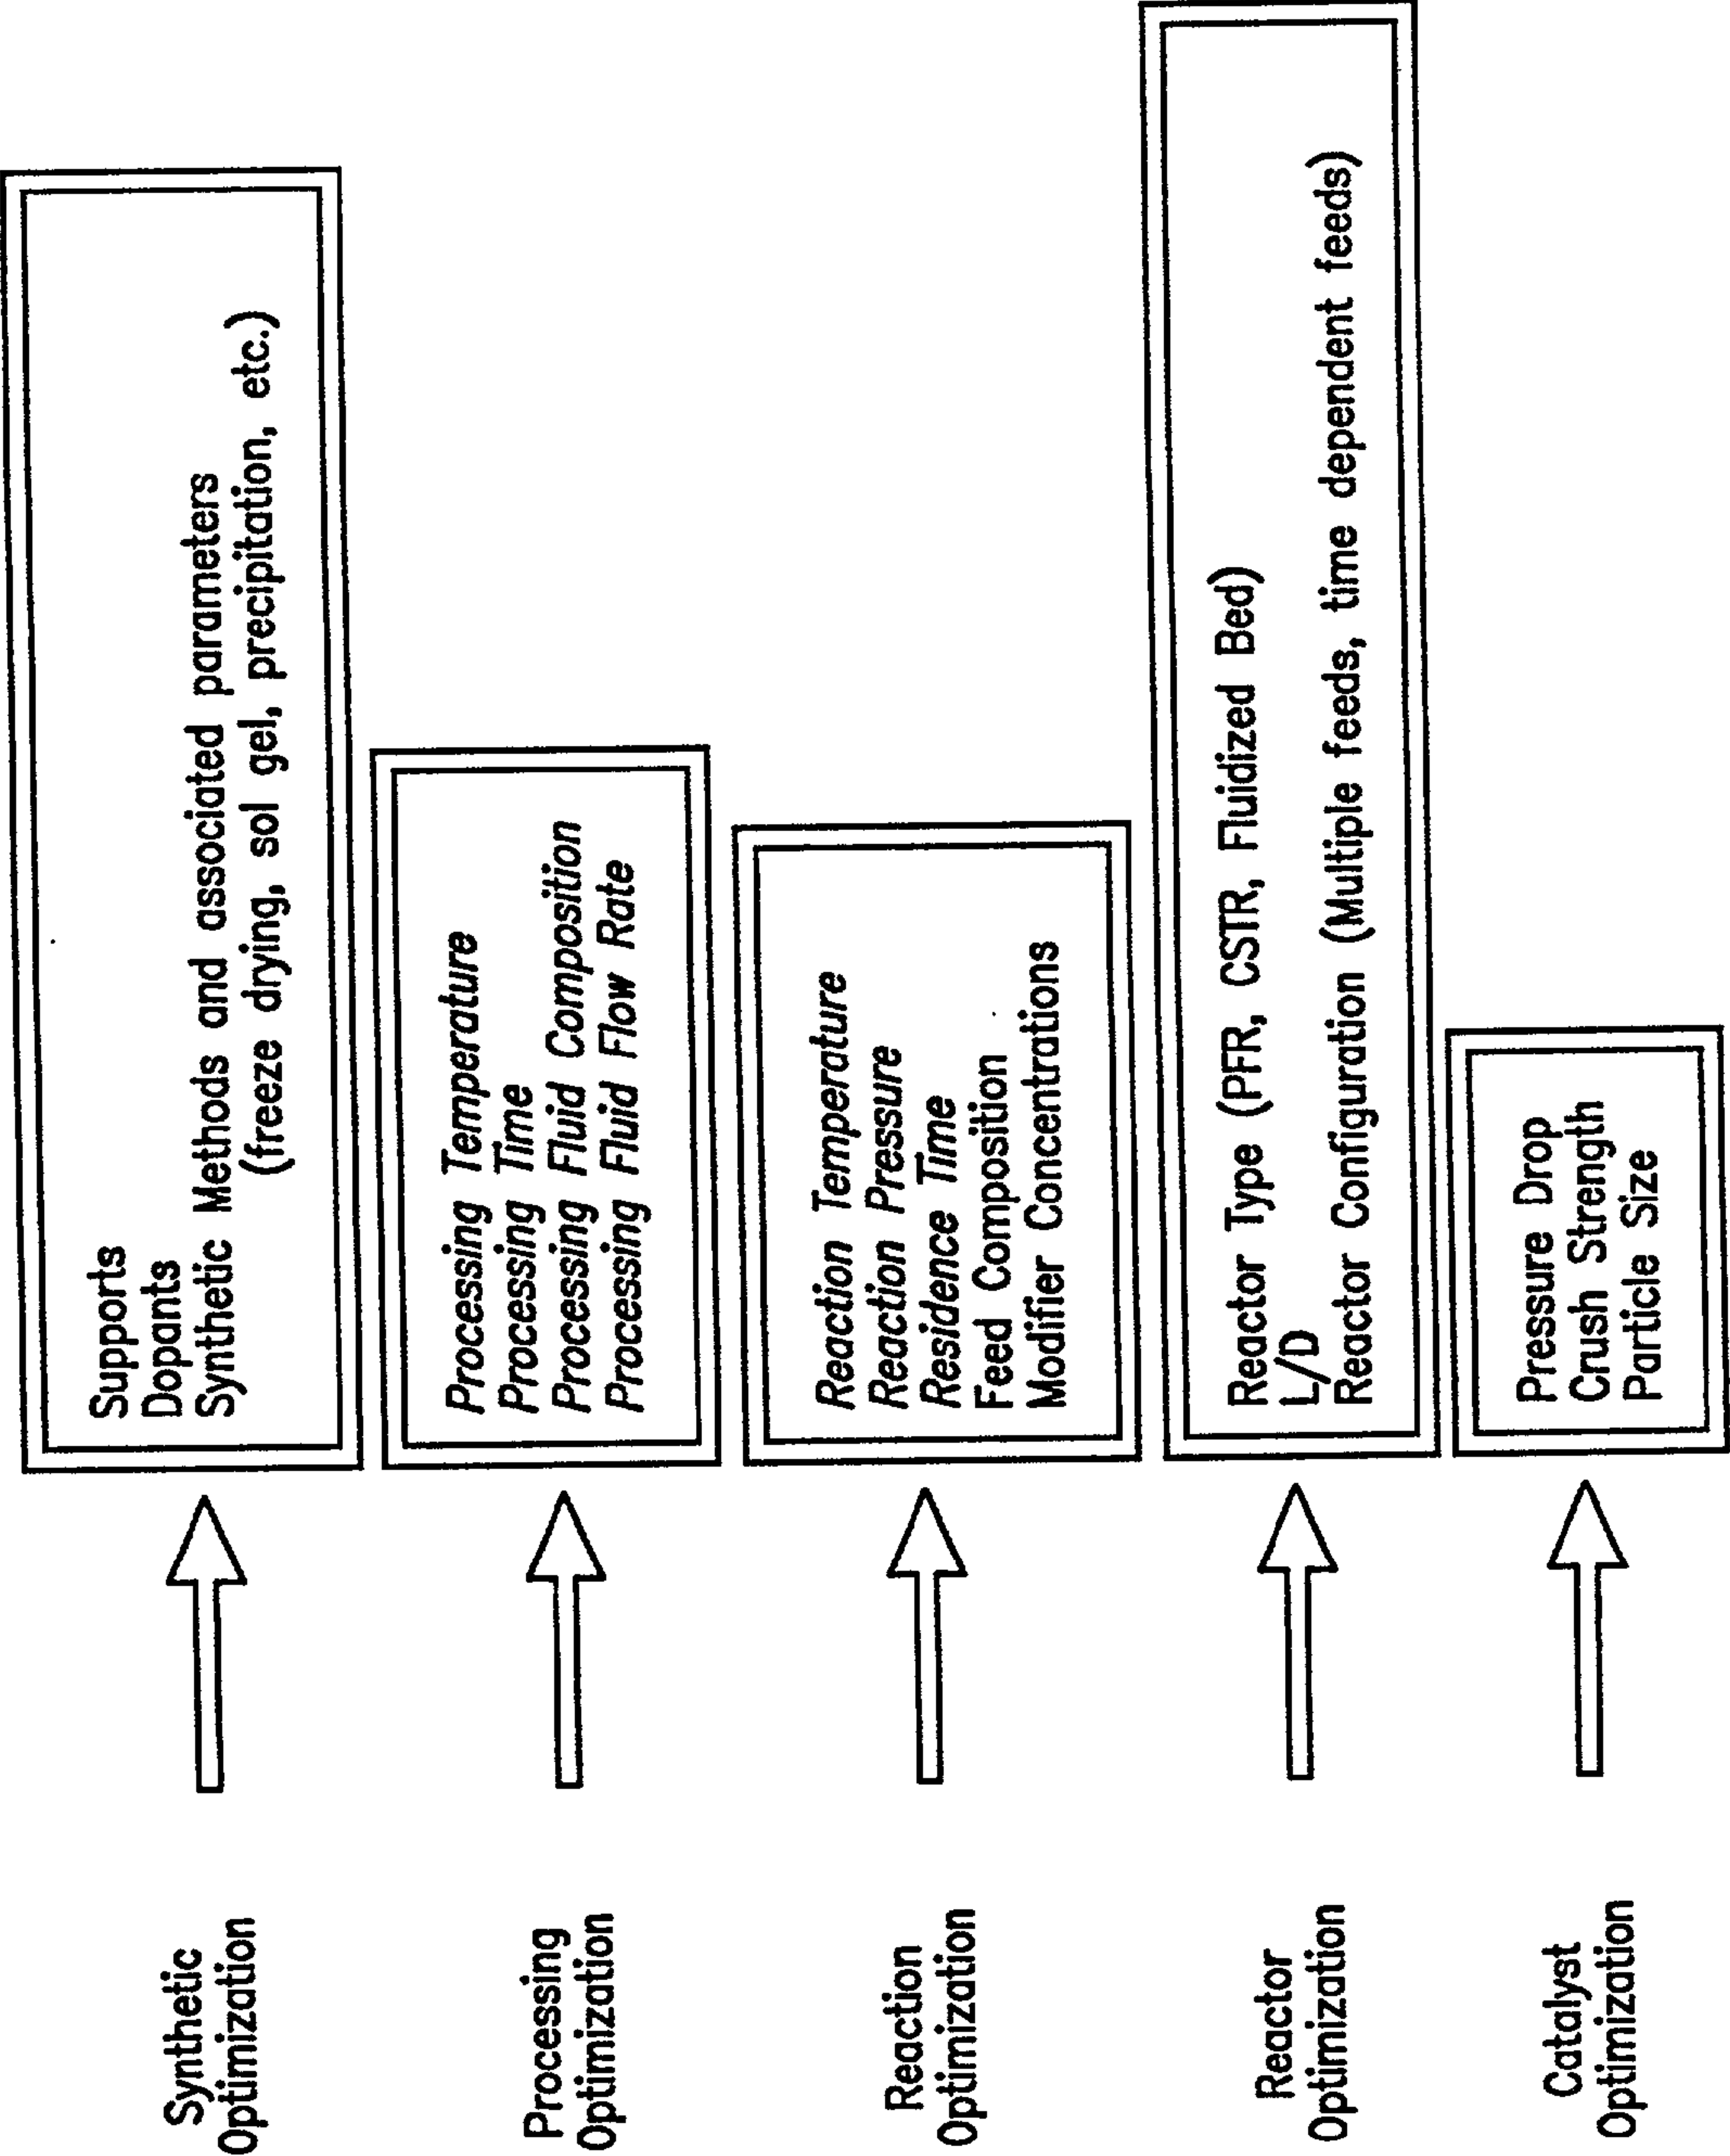 Synthetic
Optimization
Supports
Dopants
Synthetic Methods and associated parameters
(freeze drying, sol gel, precipitation, etc.)
Processing
Optimization
Processing Temperature
Processing Time
Processing Fluid Composition
Processing Fluid Flow Rate
Reaction
Optimization
Reaction Temperature
Reaction Pressure
Residence Time
Feed Composition
Modifier Concentrations
Reactor
Optimization
Reactor Type (PFR, CSTR, Fluidized Bed)
L/D
Reactor Configuration (Multiple feeds, time dependent feeds)
Catalyst
Optimization
Pressure Drop
Crush Strength
Particle Size